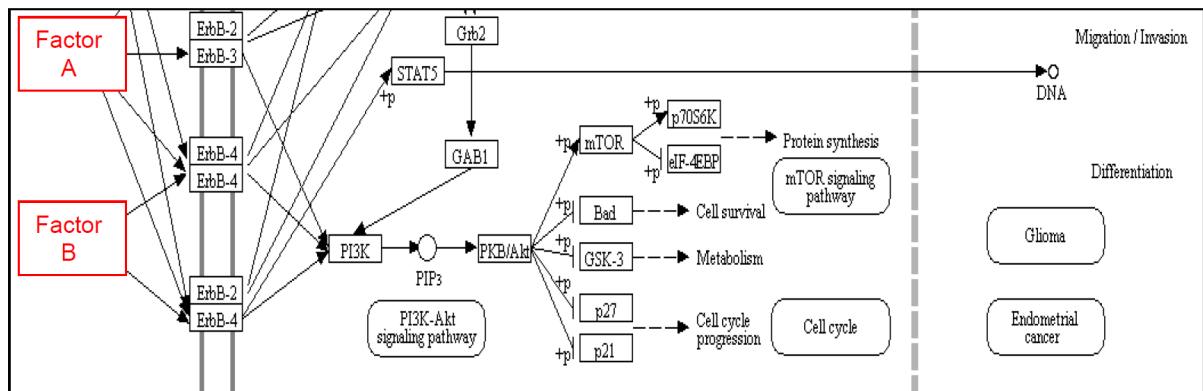 Factor
A
ErbB-2
ErbB-3
Grb2
Migration / Invasion
STAT5
+p
DNA
ErbB-4
ErbB-4
GAB1
+p
mTOR
+p
p70S6K
+p
eIF-4EBP
Protein synthesis
mTOR signaling
pathway
Differentiation
Factor
B
PI3K
PIP3
PKB/Akt
+p
Bad
Cell survival
+p
GSK-3
Metabolism
Glioma
ErbB-2
ErbB-4
PI3K-Akt
signaling pathway
+p
p27
+p
p21
Cell cycle
progression
Cell cycle
Endometrial
cancer